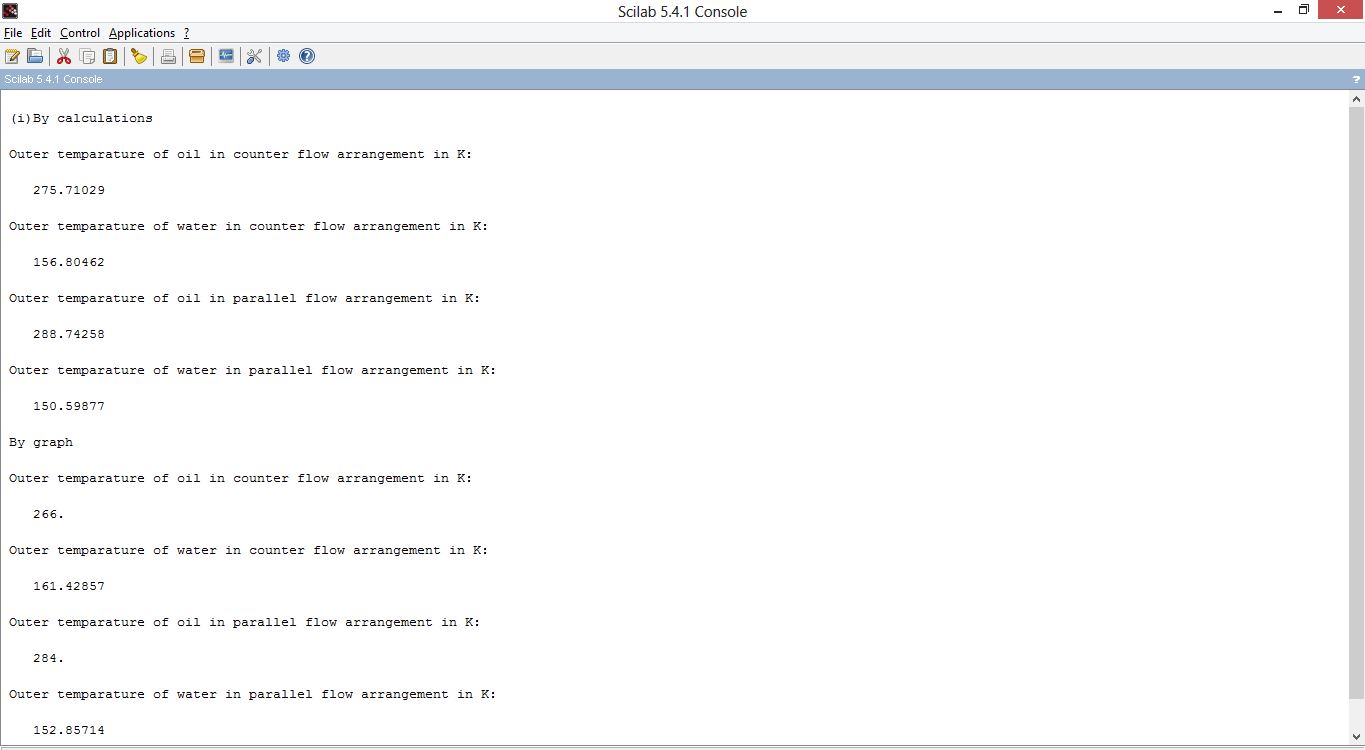 Scilab 5.4.1 Console
File Edit Control Applications ?
Scilab 5.4.1 Console ?
(i)By calculations
Outer temparature of oil in counter flow arrangement in K:
275.71029
Outer temparature of water in counter flow arrangement in K:
156.80462
Outer temparature of oil in parallel flow arrangement in K:
288.74258
Outer temparature of water in parallel flow arrangement in K:
150.59877
By graph
Outer temparature of oil in counter flow arrangement in K:
266.
Outer temparature of water in counter flow arrangement in K:
161.42857
Outer temparature of oil in parallel flow arrangement in K:
284.
Outer temparature of water in parallel flow arrangement in K:
152.85714